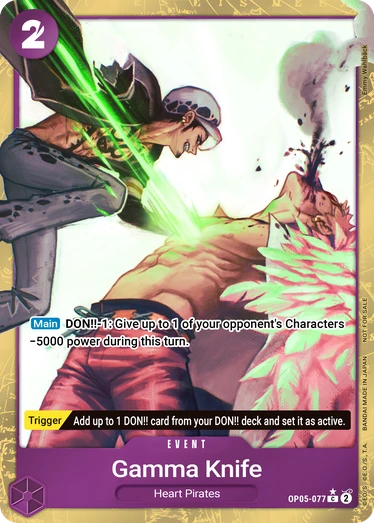 2
Emmy Wahlbäck
Main DON!!-1: Give up to 1 of your opponent's Characters
-5000 power during this turn.
Trigger Add up to 1 DON!! card from your DON!! deck and set it as active.
EVENT
Gamma Knife
Heart Pirates
OP05-077 C 2
©E.O./S. ©E.O./S., T.A. BANDAI MADE IN JAPAN NOT FOR SALE